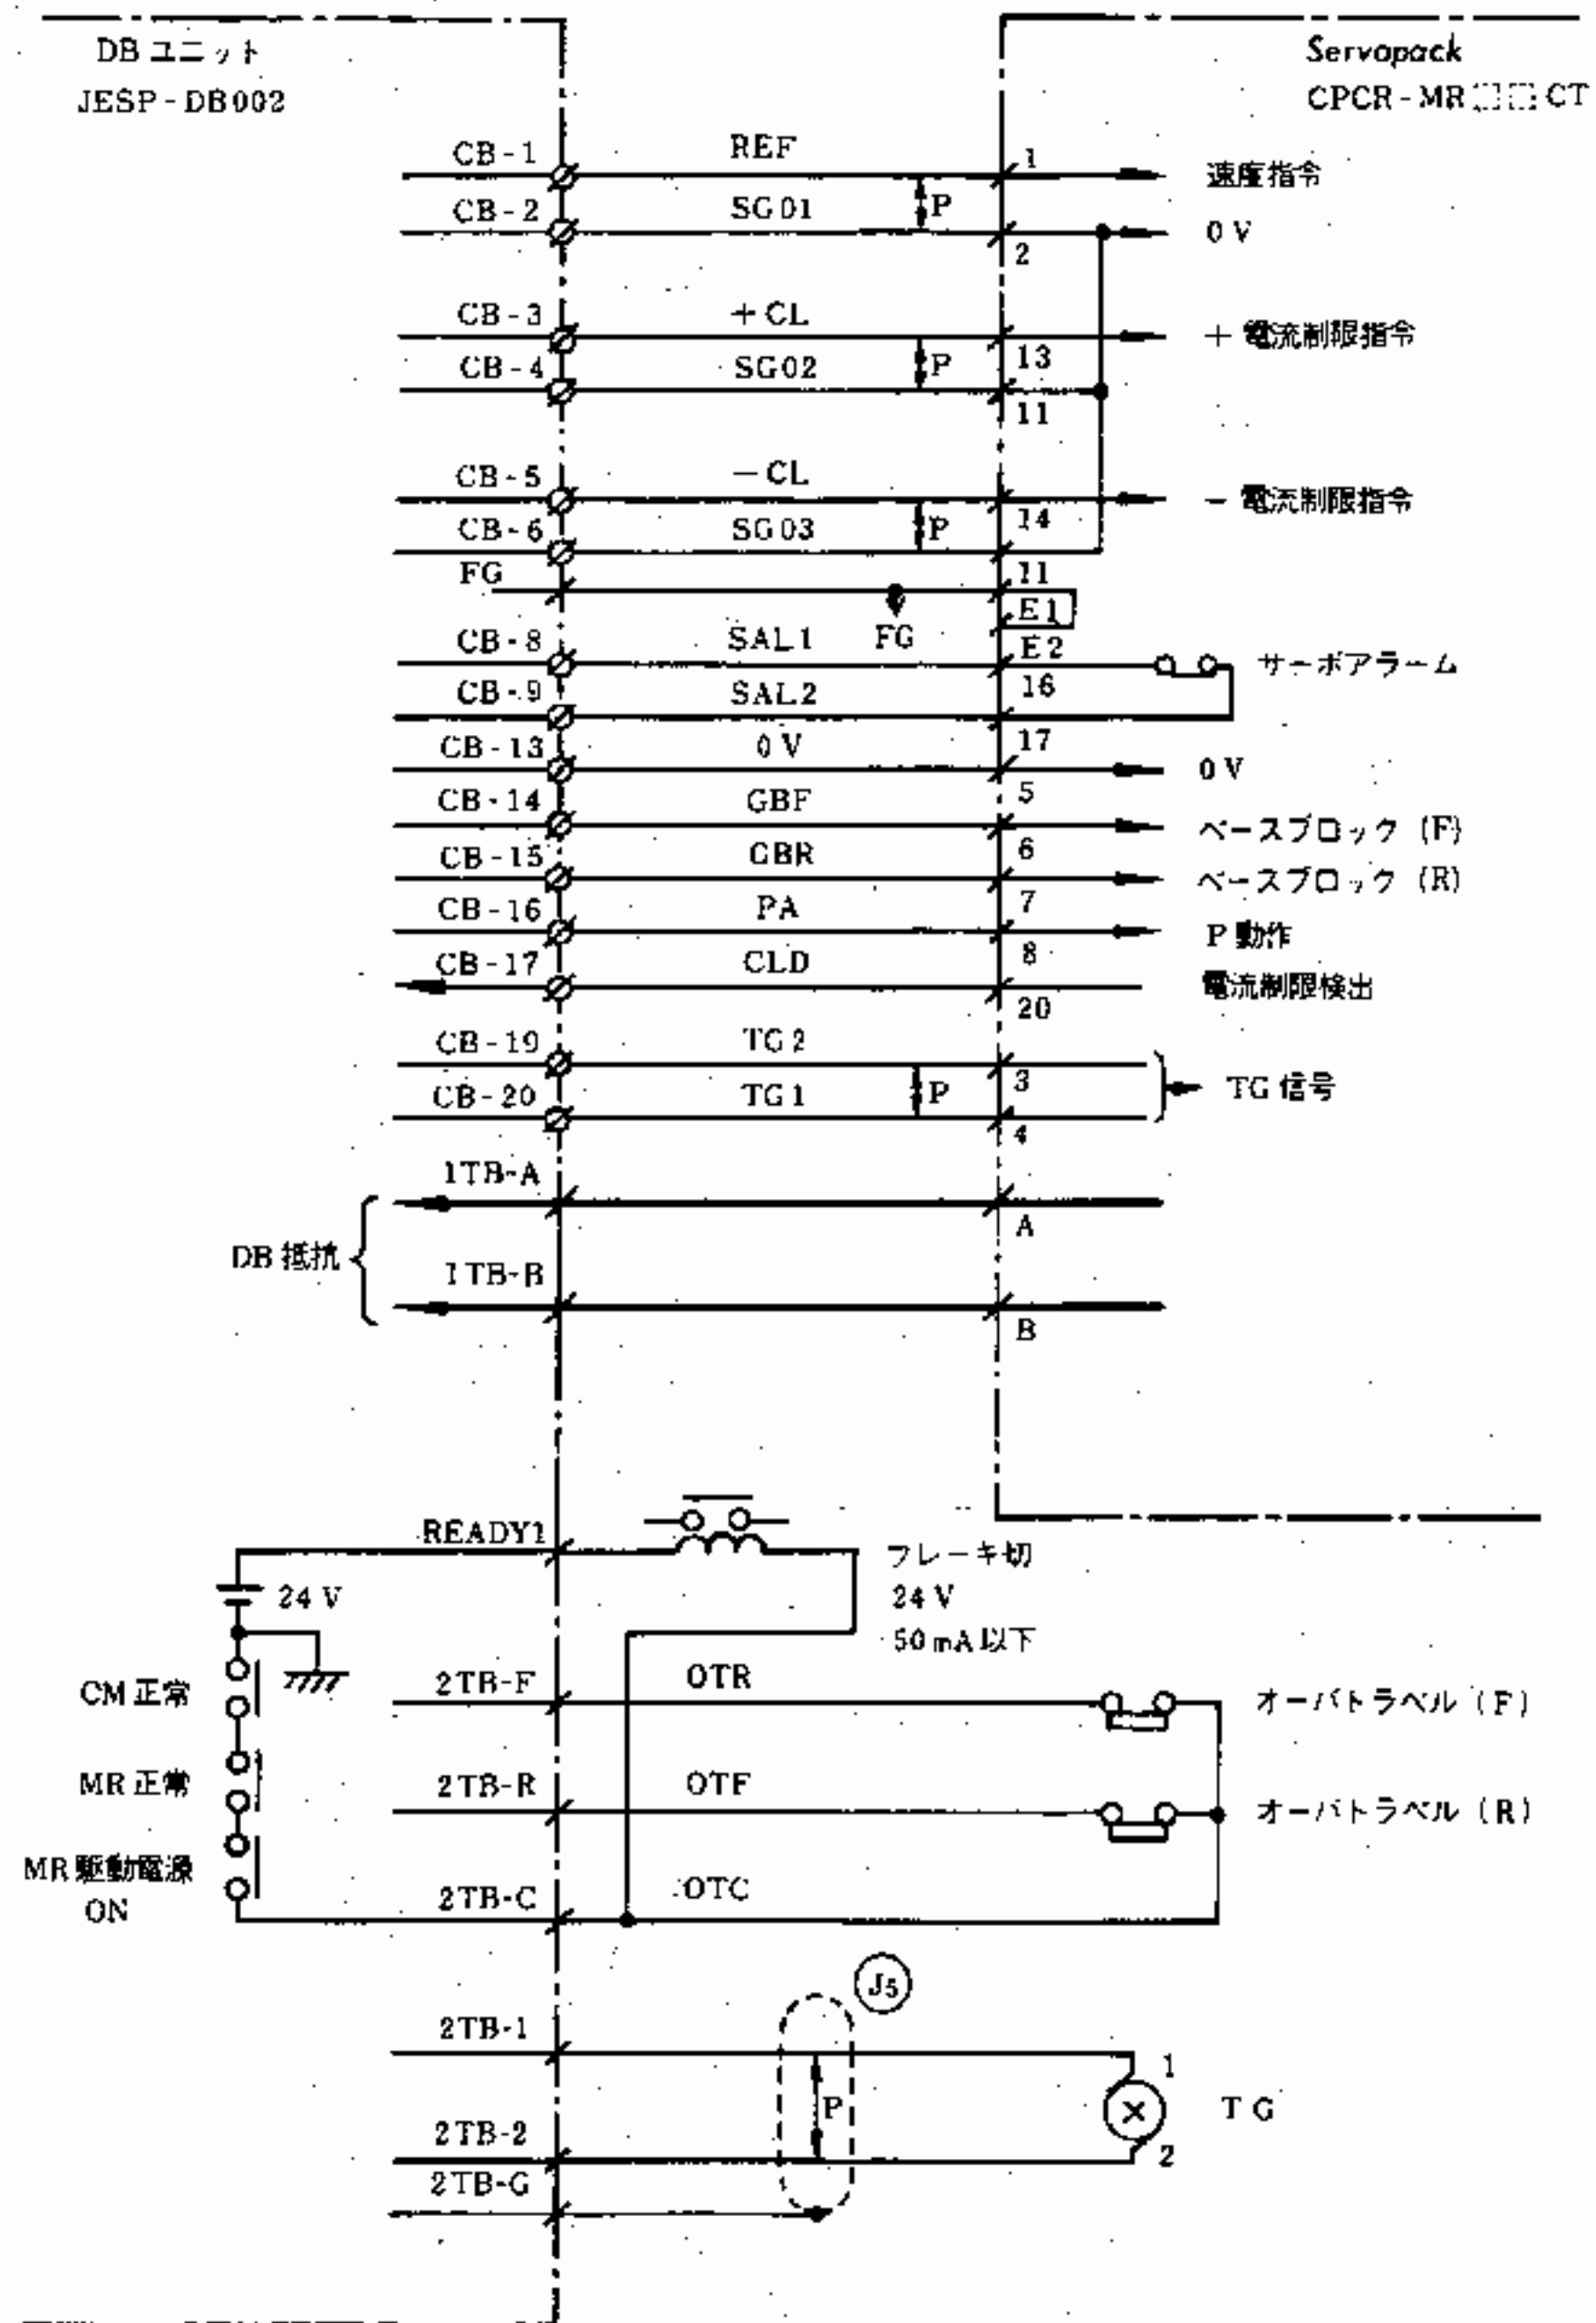 DB ユニット
JESP-DB002
Servopack
CPCR-MR CT
CB-1 REF 1 速度指令
CB-2 SG01 P 2 0 V
CB-3 +CL 13 +電流制限指令
CB-4 SG02 P 11
CB-5 -CL 14 -電流制限指令
CB-6 SG03 P 11
FG FG E1
E2
CB-8 SAL1 16 サーボアラーム
CB-9 SAL2 17
CB-13 0 V 5 0 V
CB-14 GBF 6 ベースブロック (F)
CB-15 GBR 7 ベースブロック (R)
CB-16 PA 8 P 動作
CB-17 CLD 20 電流制限検出
CB-19 TG2 3
P TG 信号
CB-20 TG1 4
1TB-A A
DB 抵抗
1TB-B B
READY1 フレーキ切
24 V 24 V
50 mA 以下
CM 正常 2TB-F OTR オーバトラベル (F)
MR 正常 2TB-R OTF オーバトラベル (R)
MR 駆動電源
ON
2TB-C OTC
J5
2TB-1 1
P TG
2TB-2 2
2TB-G